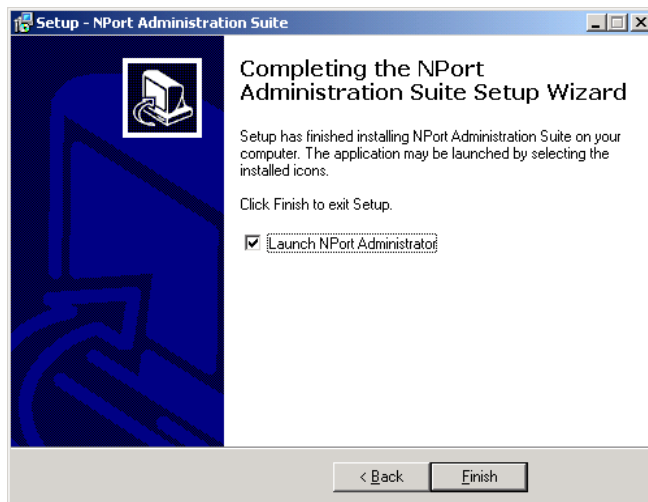 Setup - NPort Administration Suite
Completing the NPort
Administration Suite Setup Wizard
Setup has finished installing NPort Administration Suite on your
computer. The application may be launched by selecting the
installed icons.
Click Finish to exit Setup.
Launch NPort Administrator
< Back
Finish